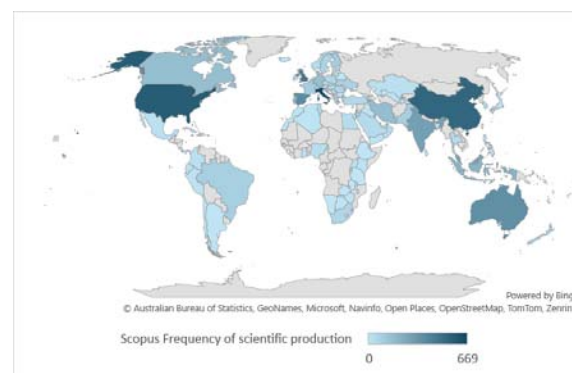 Powered by Bing
© Australian Bureau of Statistics, GeoNames, Microsoft, Navinfo, Open Places, OpenStreetMap, TomTom, Zenrin
Scopus Frequency of scientific production
0 669